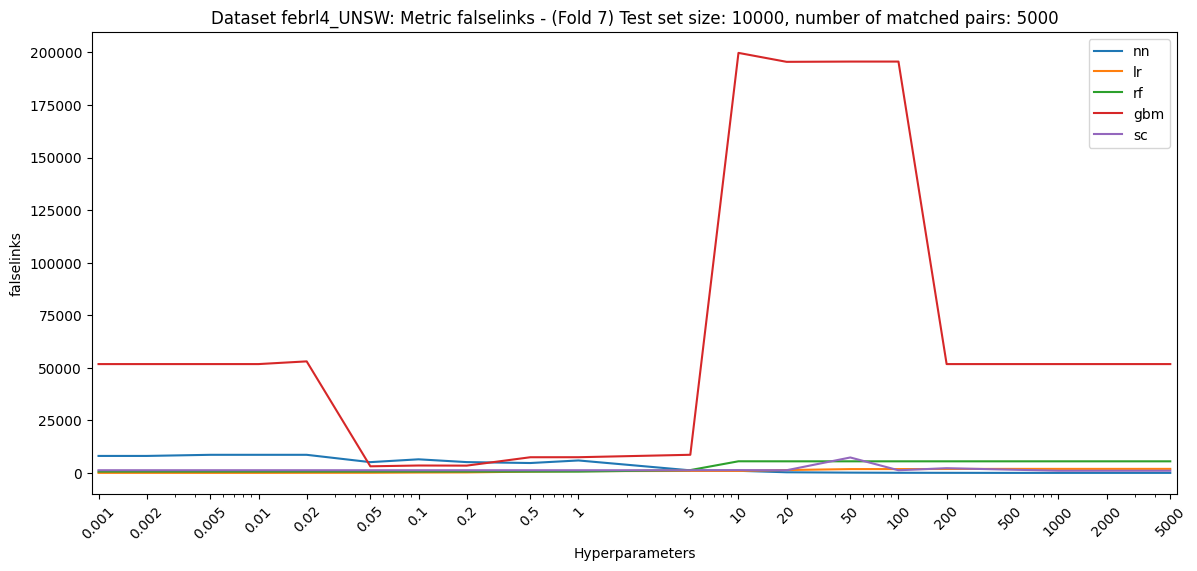 Dataset febrl4_UNSW: Metric falselinks - (Fold 7) Test set size: 10000, number of matched pairs: 5000
nn
lr
rf
gbm
sc
falselinks
200000
175000
150000
125000
100000
75000
50000
25000
0
0.001 0.002 0.005 0.01 0.02 0.05 0.1 0.2 0.5 1 5 10 20 50 100 200 500 1000 2000 5000
Hyperparameters